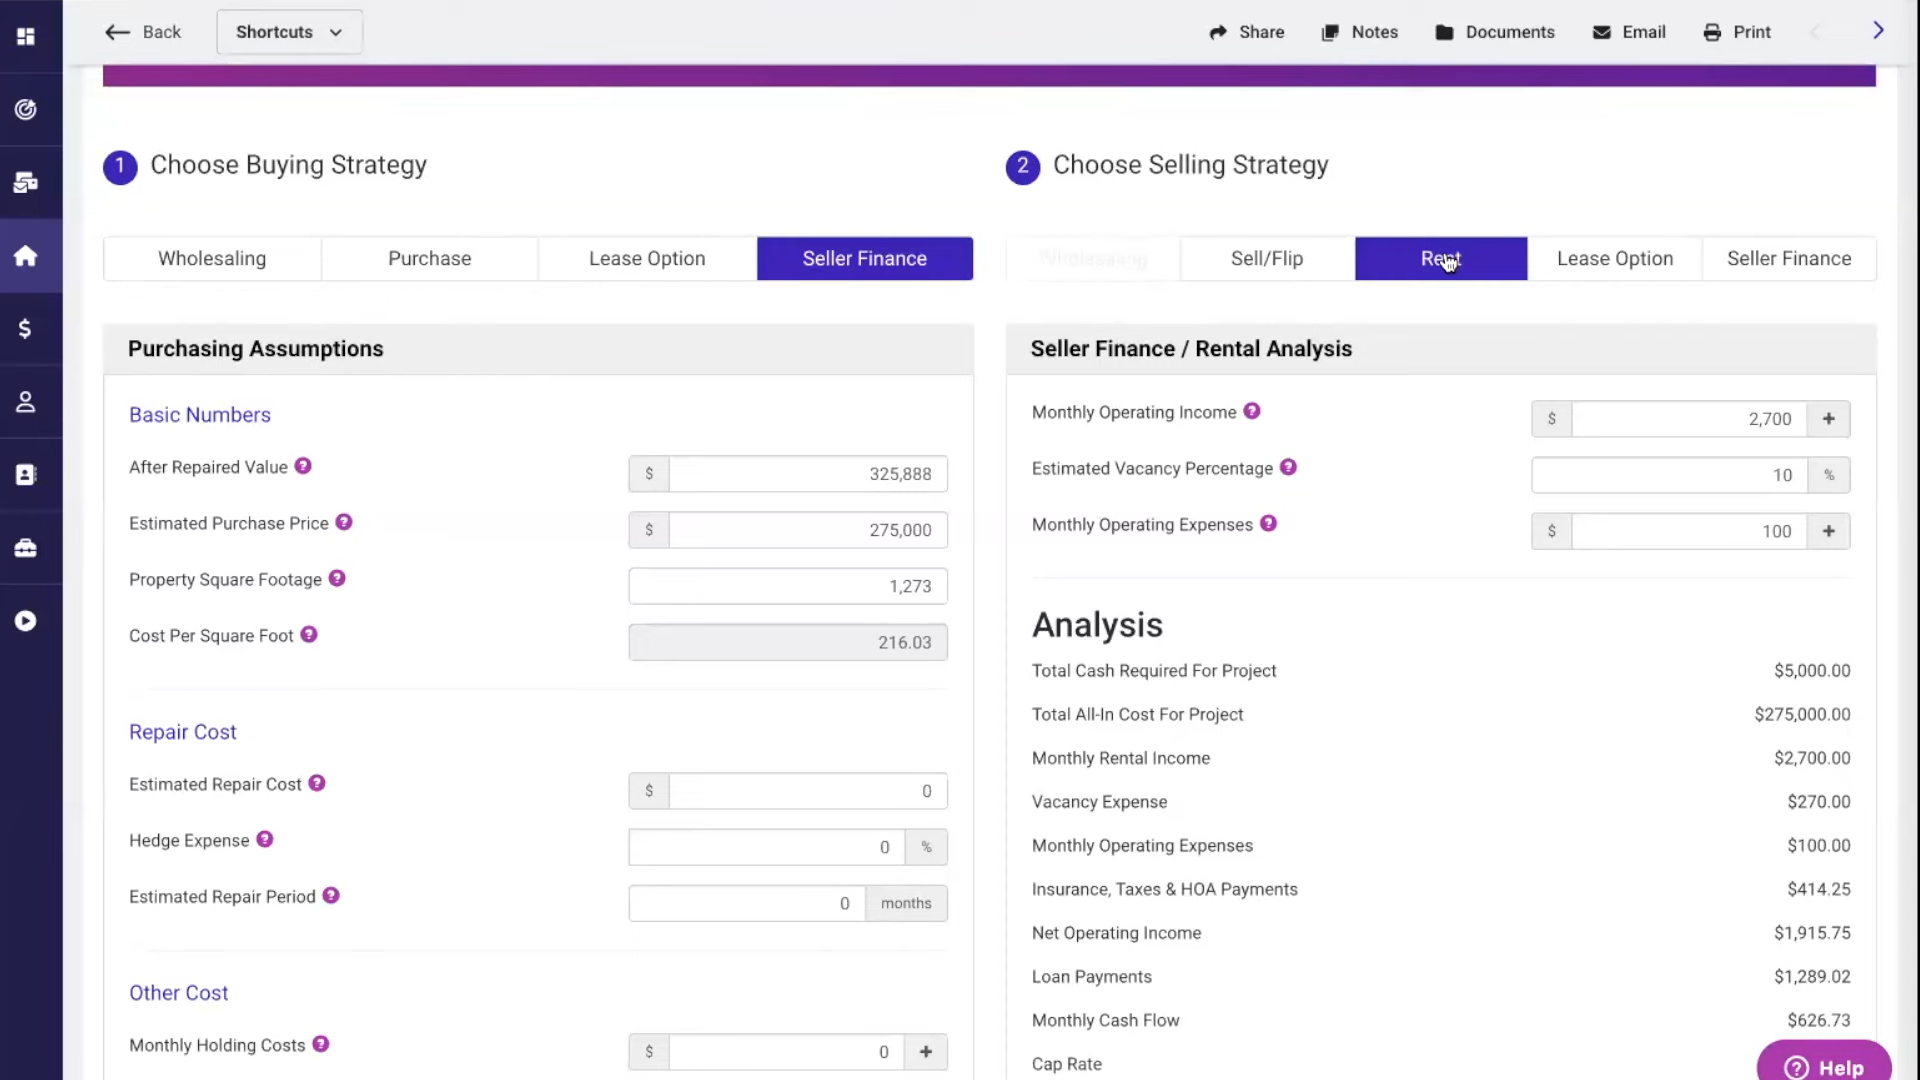 Back
Shortcuts
Share
Notes
Documents
Email
Print
1 Choose Buying Strategy
2 Choose Selling Strategy
Wholesaling
Purchase
Lease Option
Seller Finance
Wholesaling
Sell/Flip
Rent
Lease Option
Seller Finance
Purchasing Assumptions
Basic Numbers
After Repaired Value ? $ 325,888
Estimated Purchase Price ? $ 275,000
Property Square Footage ? 1,273
Cost Per Square Foot ? 216.03
Repair Cost
Estimated Repair Cost ? $ 0
Hedge Expense ? 0 %
Estimated Repair Period ? 0 months
Other Cost
Monthly Holding Costs ? $ 0 +
Seller Finance / Rental Analysis
Monthly Operating Income ? $ 2,700 +
Estimated Vacancy Percentage ? 10 %
Monthly Operating Expenses ? $ 100 +
Analysis
Total Cash Required For Project $5,000.00
Total All-In Cost For Project $275,000.00
Monthly Rental Income $2,700.00
Vacancy Expense $270.00
Monthly Operating Expenses $100.00
Insurance, Taxes & HOA Payments $414.25
Net Operating Income $1,915.75
Loan Payments $1,289.02
Monthly Cash Flow $626.73
Cap Rate
? Help